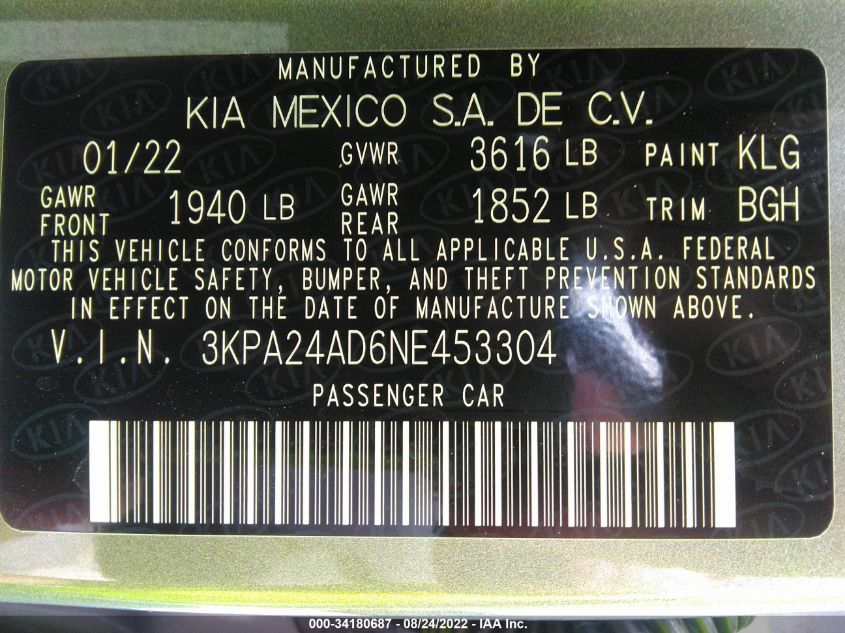 MANUFACTURED BY
KIA MEXICO S.A. DE C.V.
01/22 GVWR 3616 LB PAINT KLG
GAWR FRONT 1940 LB GAWR REAR 1852 LB TRIM BGH
THIS VEHICLE CONFORMS TO ALL APPLICABLE U.S.A. FEDERAL
MOTOR VEHICLE SAFETY, BUMPER, AND THEFT PREVENTION STANDARDS
IN EFFECT ON THE DATE OF MANUFACTURE SHOWN ABOVE.
V.I.N. 3KPA24AD6NE453304
PASSENGER CAR
000-34180687 - 08/24/2022 - IAA Inc.